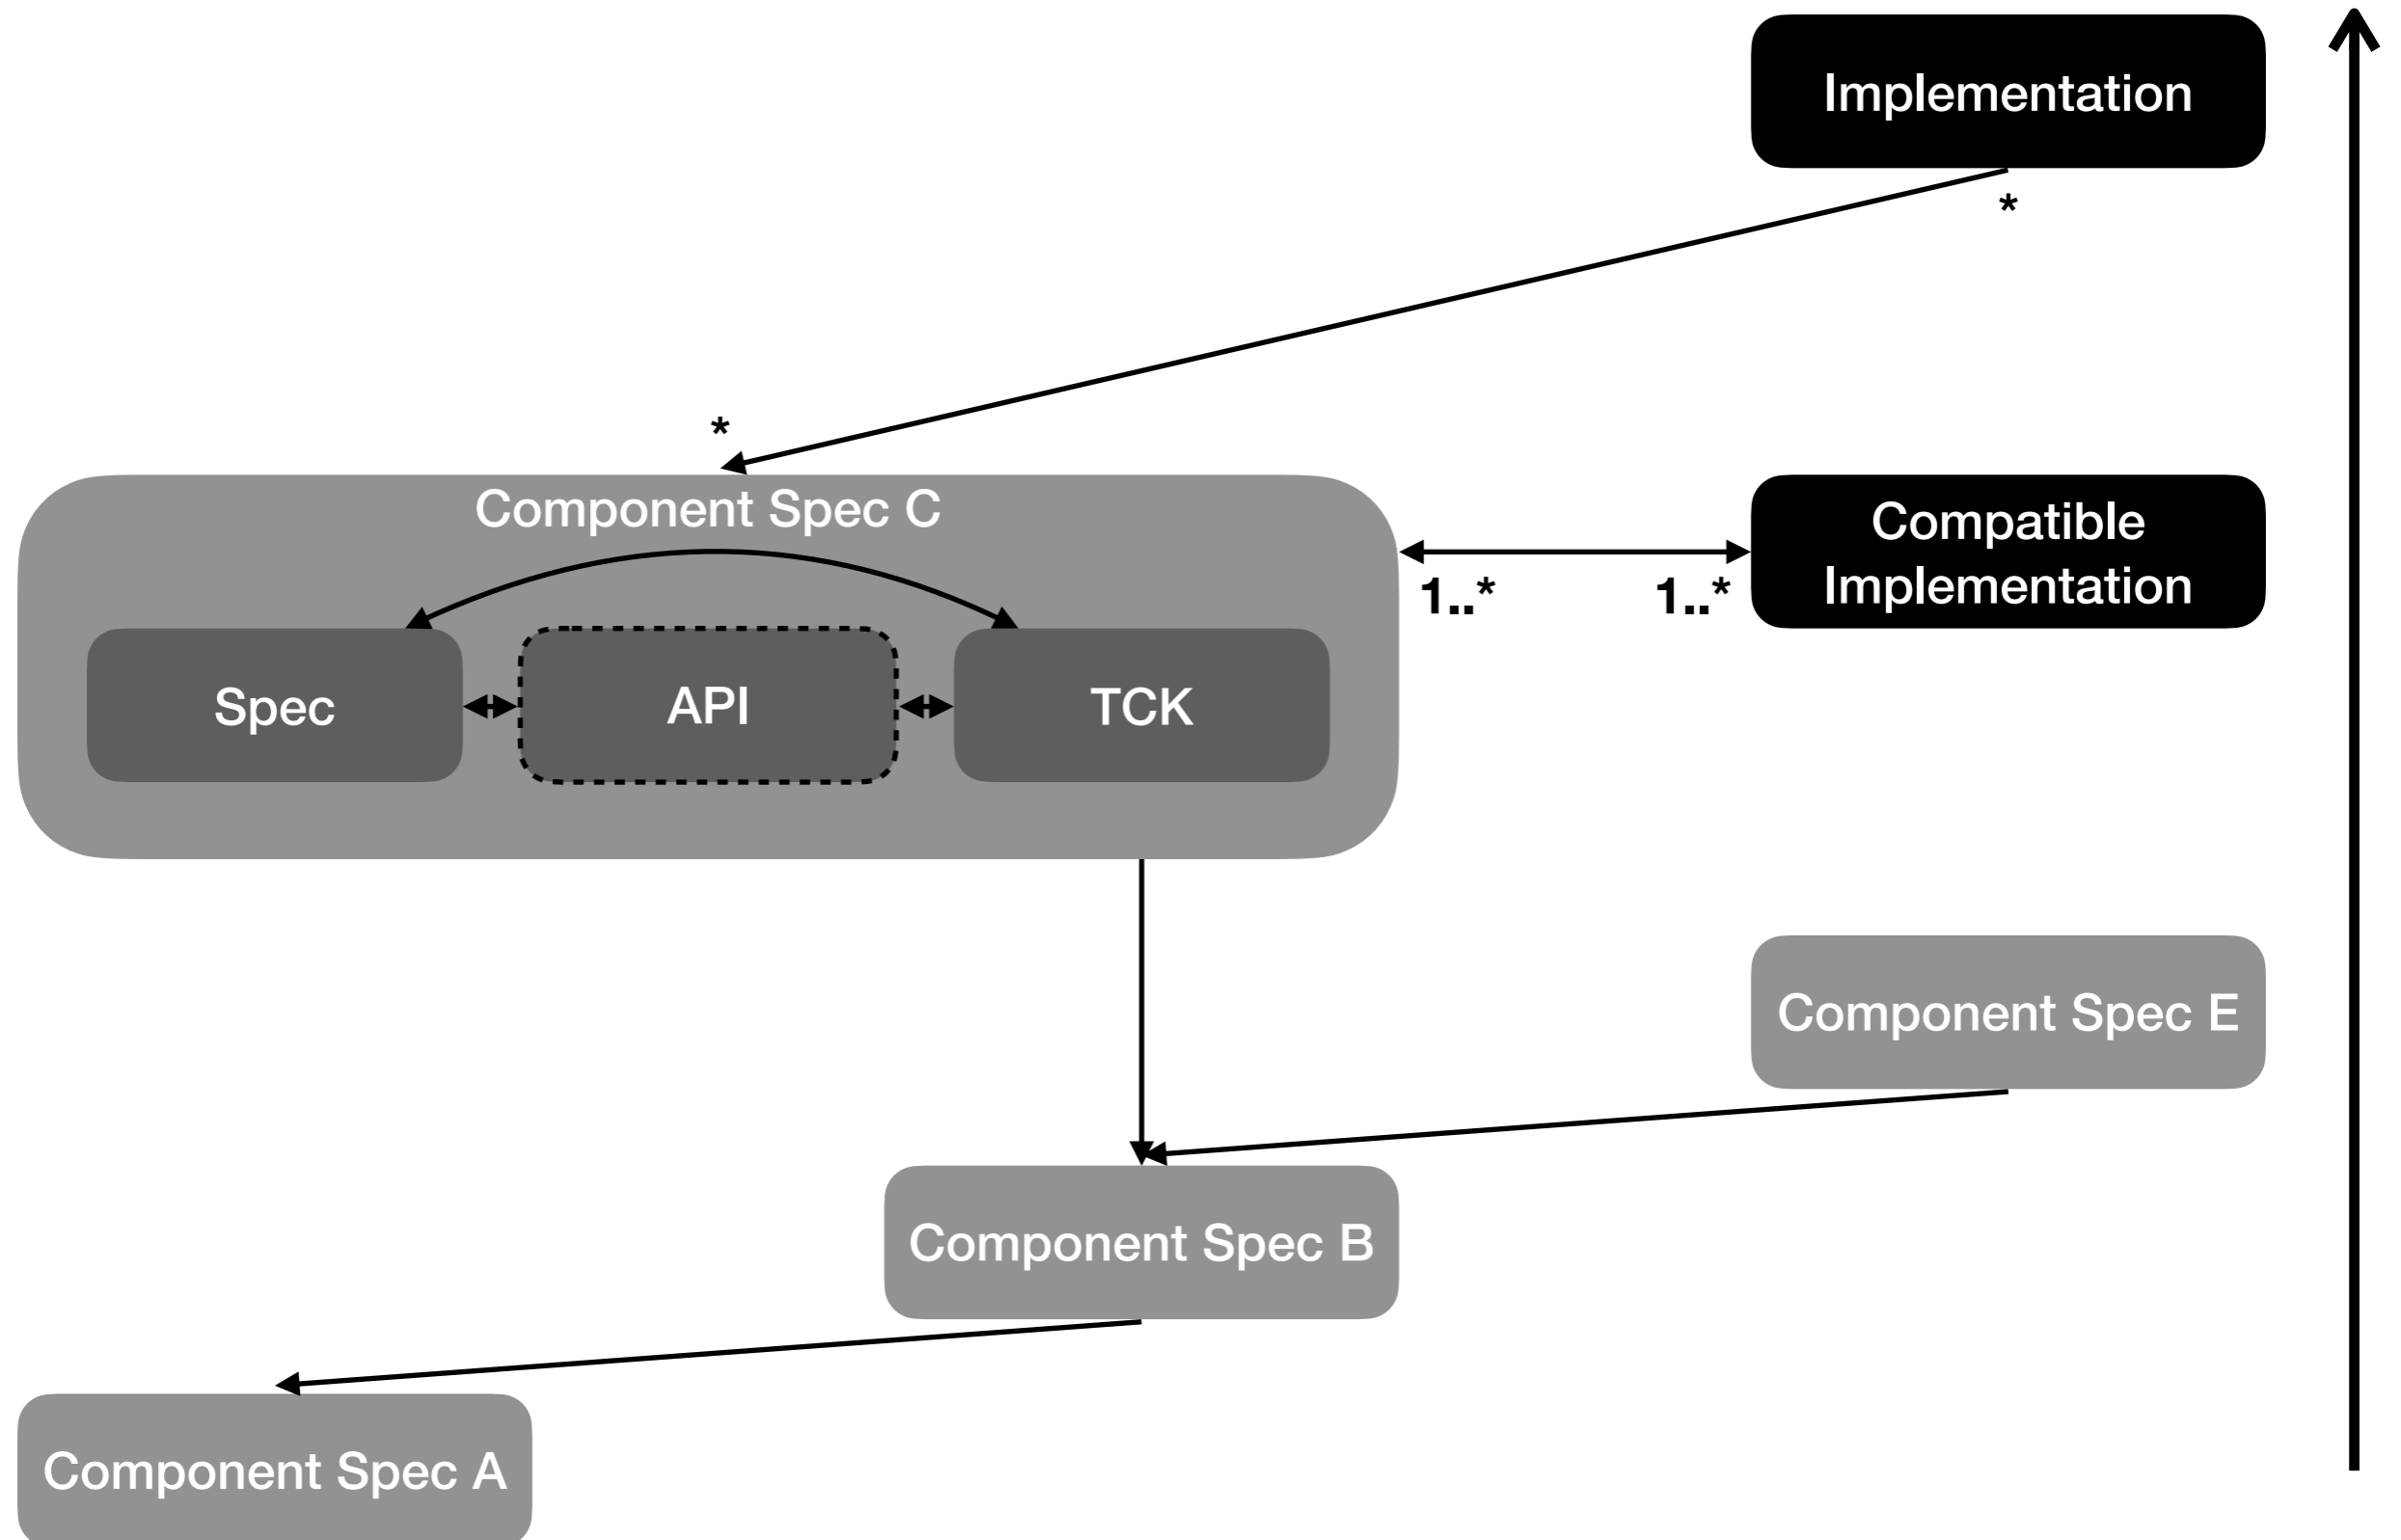 Implementation
*
*
Component Spec C
Compatible
Implementation
1..*
1..*
Spec
API
TCK
Component Spec E
Component Spec B
Component Spec A